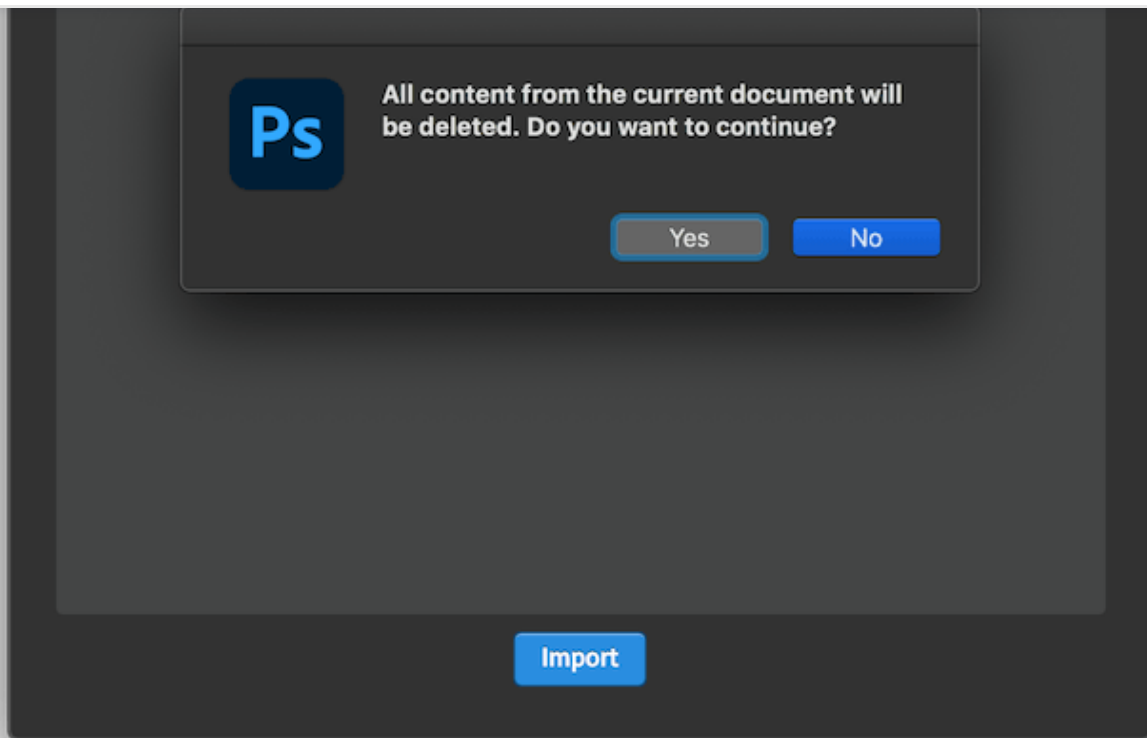 Ps
All content from the current document will
be deleted. Do you want to continue?
Yes No
Import